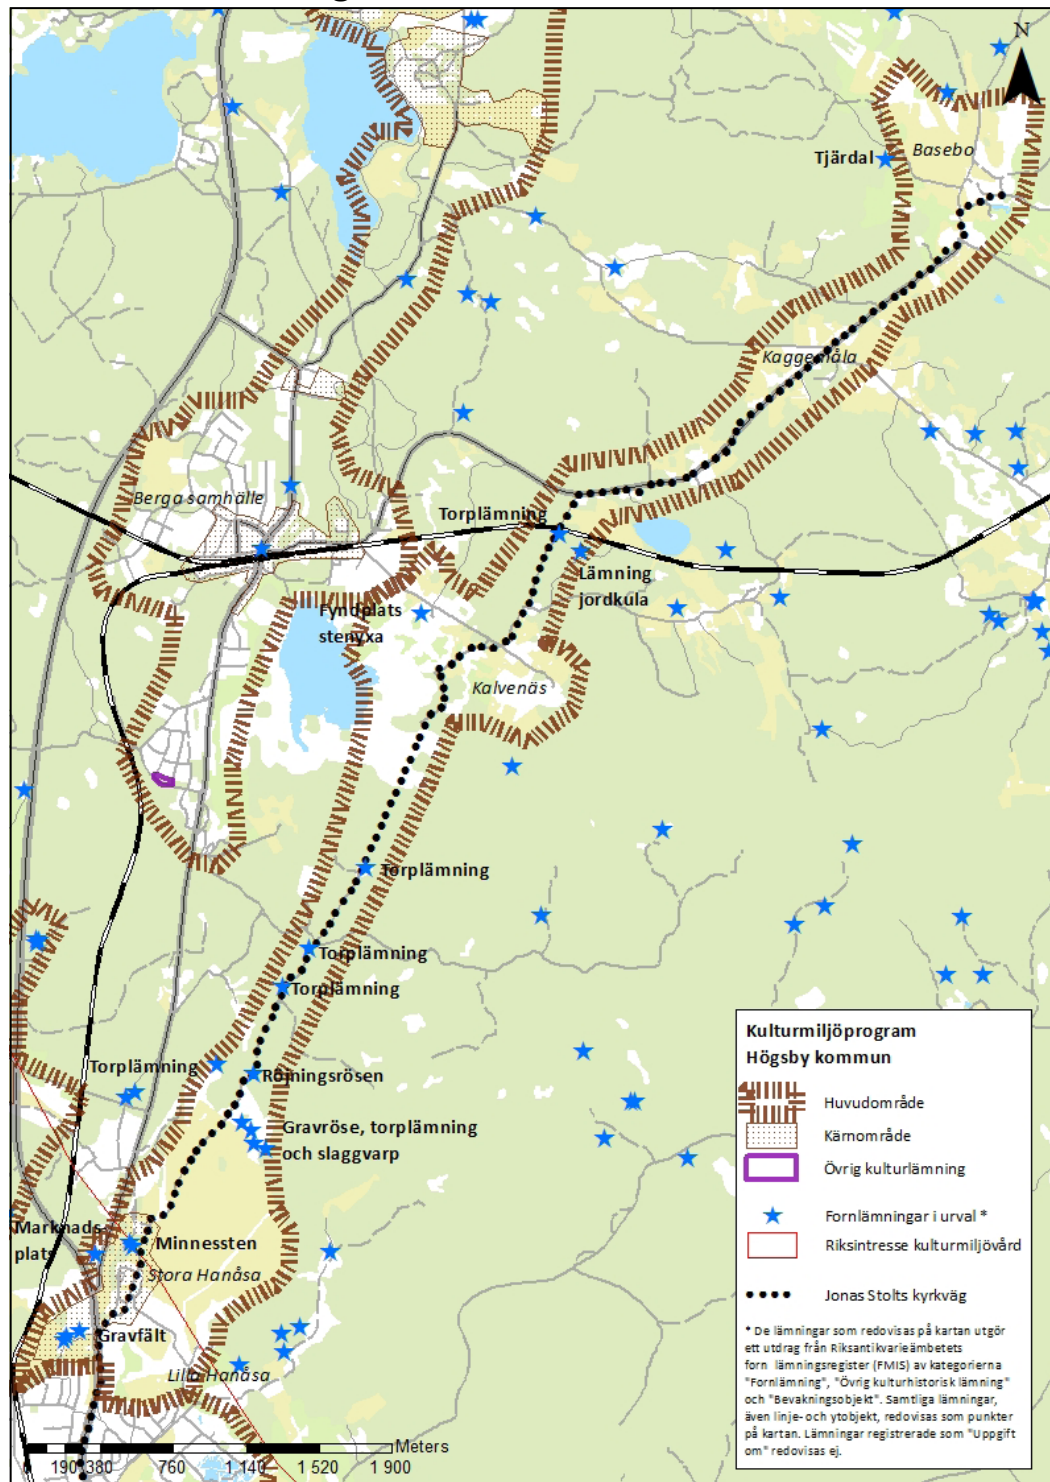 N
Basebo
Tjärdal
Kaggemåla
Berga samhälle
Torplämning
Lämning
jordkula
Fyndplats
stenyxa
Kalvenäs
Torplämning
Torplämning
Torplämning
Torplämning
Röjningsrösen
Gravröse, torplämning
och slaggvarp
Marknads
plats
Minnessten
Stora Hanåsa
Gravfält
Lilla Hanåsa
Meters
0 190 380 760 1 140 1 520 1 900
Kulturmiljöprogram
Högsby kommun
Huvudområde
Kärnområde
Övrig kulturlämning
Fornlämningar i urval *
Riksintresse kulturmiljövård
Jonas Stolts kyrkväg
* De lämningar som redovisas på kartan utgör
ett utdrag från Riksantikvarieämbetets
forn lämningsregister (FMIS) av kategorierna
"Fornlämning", "Övrig kulturhistorisk lämning"
och "Bevakningsobjekt". Samtliga lämningar,
även linje- och ytobjekt, redovisas som punkter
på kartan. Lämningar registrerade som "Uppgift
om" redovisas ej.